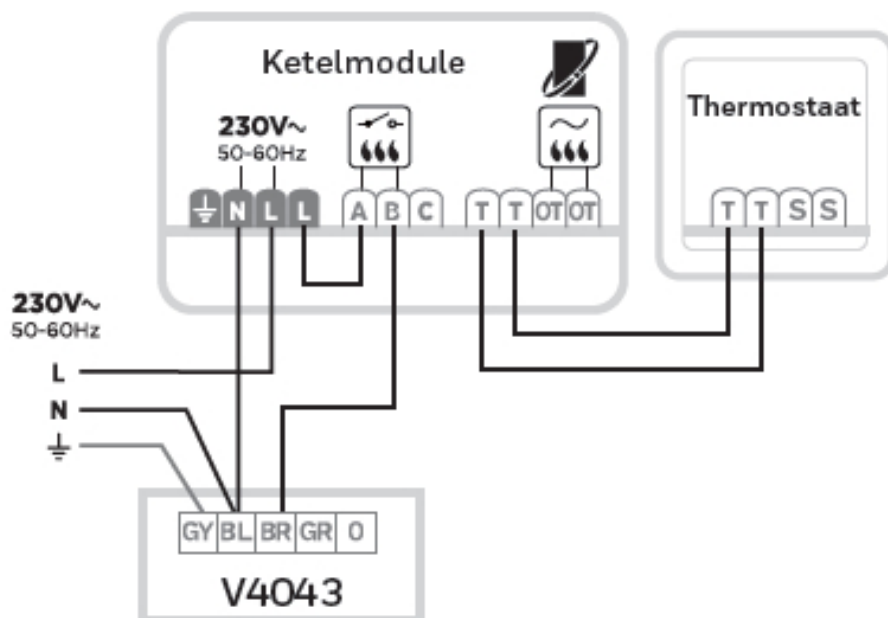 Ketelmodule
230V~
50-60Hz
N L L A B C T T OT OT
Thermostaat
T T S S
230V~
50-60Hz
L
N
GY BL BR GR O
V4043